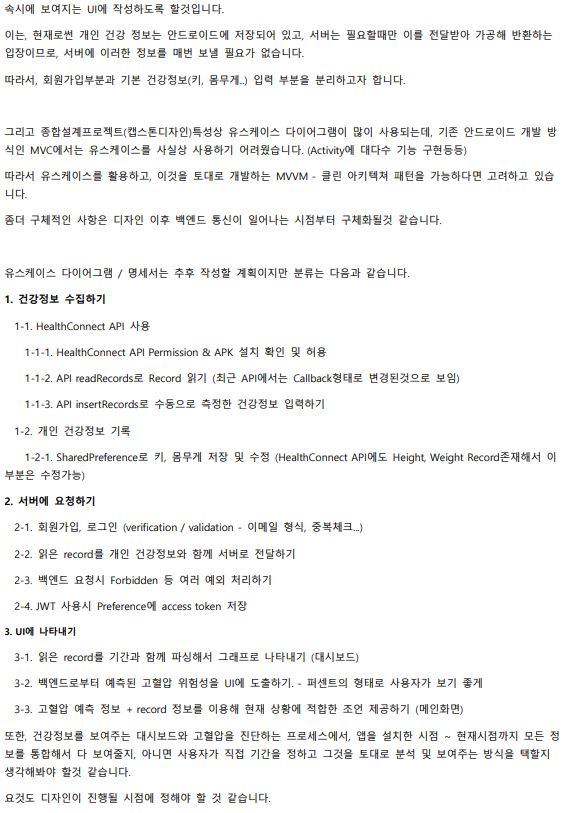 속시에 보여지는 UI에 작성하도록 할것입니다.
이는, 현재로썬 개인 건강 정보는 안드로이드에 저장되어 있고, 서버는 필요할때만 이를 전달받아 가공해 반환하는
입장이므로, 서버에 이러한 정보를 매번 보낼 필요가 없습니다.
따라서, 회원가입부분과 기본 건강정보(키, 몸무게..) 입력 부분을 분리하고자 합니다.
그리고 종합설계프로젝트(캡스톤디자인)특성상 유스케이스 다이어그램이 많이 사용되는데, 기존 안드로이드 개발 방
식인 MVC에서는 유스케이스를 사실상 사용하기 어려웠습니다. (Activity에 대다수 기능 구현등등)
따라서 유스케이스를 활용하고, 이것을 토대로 개발하는 MVVM - 클린 아키텍쳐 패턴을 가능하다면 고려하고 있습
니다.
좀더 구체적인 사항은 디자인 이후 백엔드 통신이 일어나는 시점부터 구체화될것 같습니다.
유스케이스 다이어그램 / 명세서는 추후 작성할 계획이지만 분류는 다음과 같습니다.
1. 건강정보 수집하기
1-1. HealthConnect API 사용
1-1-1. HealthConnect API Permission & APK 설치 확인 및 허용
1-1-2. API readRecords로 Record 읽기 (최근 API에서는 Callback형태로 변경된것으로 보임)
1-1-3. API insertRecords로 수동으로 측정한 건강정보 입력하기
1-2. 개인 건강정보 기록
1-2-1. SharedPreference로 키, 몸무게 저장 및 수정 (HealthConnect API에도 Height, Weight Record존재해서 이
부분은 수정가능)
2. 서버에 요청하기
2-1. 회원가입, 로그인 (verification / validation - 이메일 형식, 중복체크...)
2-2. 읽은 record를 개인 건강정보와 함께 서버로 전달하기
2-3. 백엔드 요청시 Forbidden 등 여러 예외 처리하기
2-4. JWT 사용시 Preference에 access token 저장
3. UI에 나타내기
3-1. 읽은 record를 기간과 함께 파싱해서 그래프로 나타내기 (대시보드)
3-2. 백엔드로부터 예측된 고혈압 위험성을 UI에 도출하기. - 퍼센트의 형태로 사용자가 보기 좋게
3-3. 고혈압 예측 정보 + record 정보를 이용해 현재 상황에 적합한 조언 제공하기 (메인화면)
또한, 건강정보를 보여주는 대시보드와 고혈압을 진단하는 프로세스에서, 앱을 설치한 시점 ~ 현재시점까지 모든 정
보를 통합해서 다 보여줄지, 아니면 사용자가 직접 기간을 정하고 그것을 토대로 분석 및 보여주는 방식을 택할지
생각해봐야 할것 같습니다.
요것도 디자인이 진행될 시점에 정해야 할 것 같습니다.